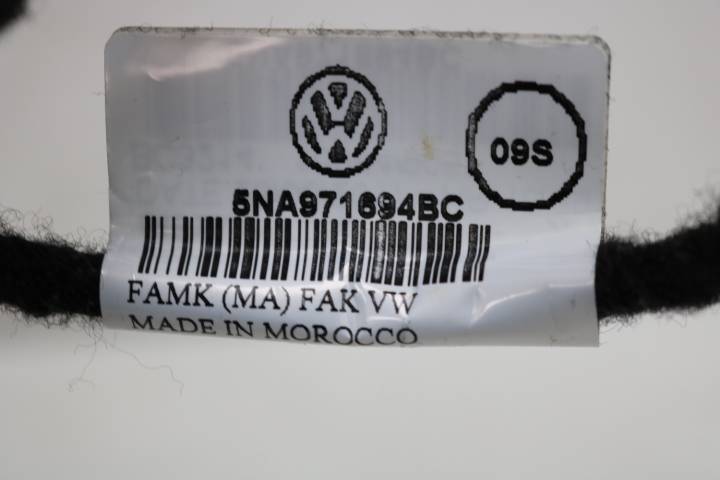 09S
5NA971694BC
FAMK (MA) FAK VW
MADE IN MOROCCO